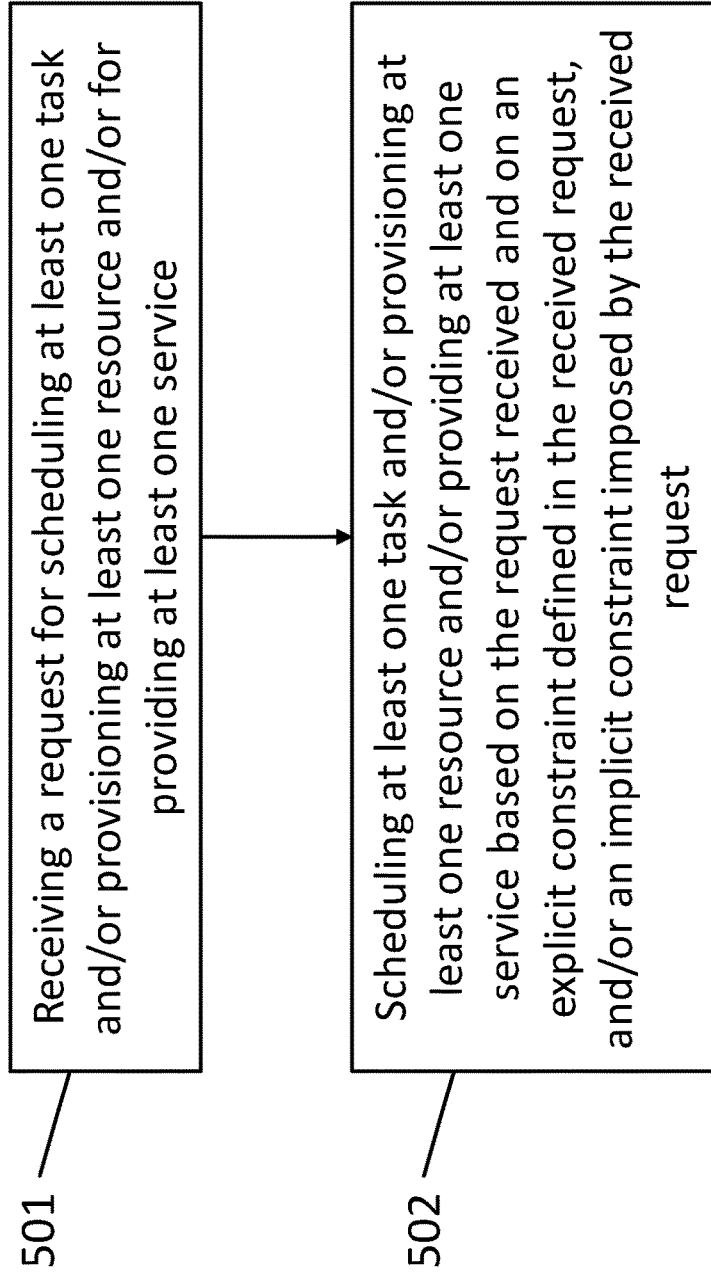 501
Receiving a request for scheduling at least one task
and/or provisioning at least one resource and/or for
providing at least one service
502
Scheduling at least one task and/or provisioning at
least one resource and/or providing at least one
service based on the request received and on an
explicit constraint defined in the received request,
and/or an implicit constraint imposed by the received
request